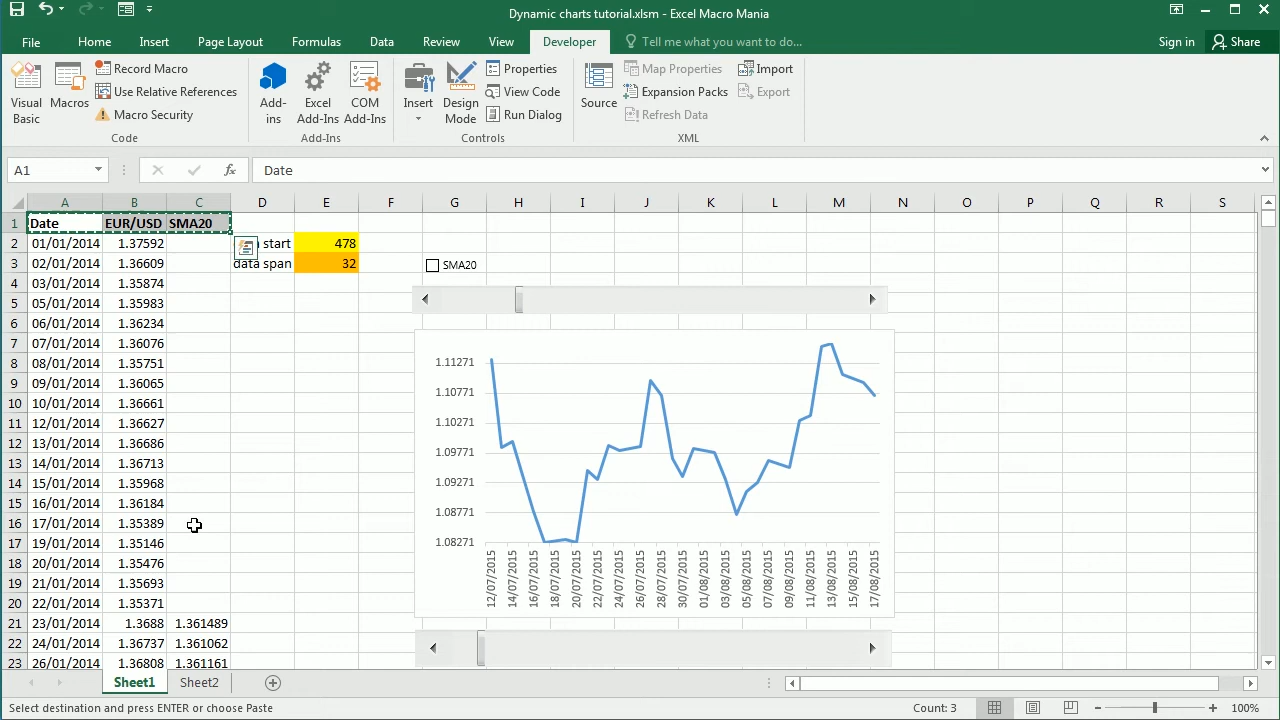 Dynamic charts tutorial.xlsm - Excel Macro Mania
File Home Insert Page Layout Formulas Data Review View Developer Tell me what you want to do... Sign in Share
Visual Basic
Macros
Record Macro
Use Relative References
Macro Security
Code
Add-ins
Excel Add-Ins
COM Add-Ins
Add-Ins
Insert
Design Mode
Properties
View Code
Run Dialog
Controls
Source
Map Properties
Expansion Packs
Refresh Data
Import
Export
XML
A1 fx Date
A B C D E F G H I J K L M N O P Q R S
1 Date EUR/USD SMA20
2 01/01/2014 1.37592 start 478
3 02/01/2014 1.36609 data span 32 SMA20
4 03/01/2014 1.35874
5 05/01/2014 1.35983
6 06/01/2014 1.36234
7 07/01/2014 1.36076
8 08/01/2014 1.35751
9 09/01/2014 1.36065
10 10/01/2014 1.36661
11 12/01/2014 1.36627
12 13/01/2014 1.36686
13 14/01/2014 1.36713
14 15/01/2014 1.35968
15 16/01/2014 1.36184
16 17/01/2014 1.35389
17 19/01/2014 1.35146
18 20/01/2014 1.35476
19 21/01/2014 1.35693
20 22/01/2014 1.35371
21 23/01/2014 1.3688 1.361489
22 24/01/2014 1.36737 1.361062
23 26/01/2014 1.36808 1.361161
1.11271
1.10771
1.10271
1.09771
1.09271
1.08771
1.08271
12/07/2015
14/07/2015
16/07/2015
18/07/2015
20/07/2015
22/07/2015
24/07/2015
26/07/2015
28/07/2015
30/07/2015
01/08/2015
03/08/2015
05/08/2015
07/08/2015
09/08/2015
11/08/2015
13/08/2015
15/08/2015
17/08/2015
Sheet1 Sheet2
Select destination and press ENTER or choose Paste Count: 3 100%